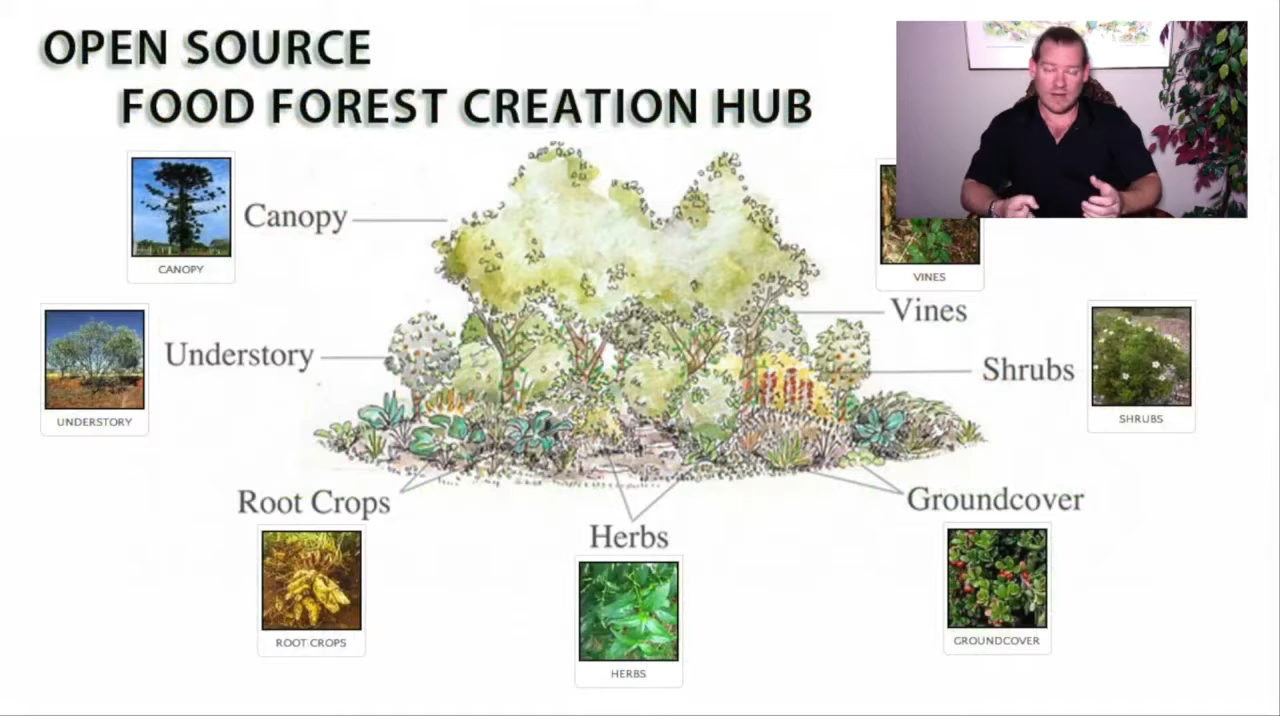 OPEN SOURCE
FOOD FOREST CREATION HUB
CANOPY
Canopy
VINES
Vines
UNDERSTORY
Understory
Shrubs
SHRUBS
Root Crops
ROOT CROPS
Herbs
HERBS
Groundcover
GROUNDCOVER